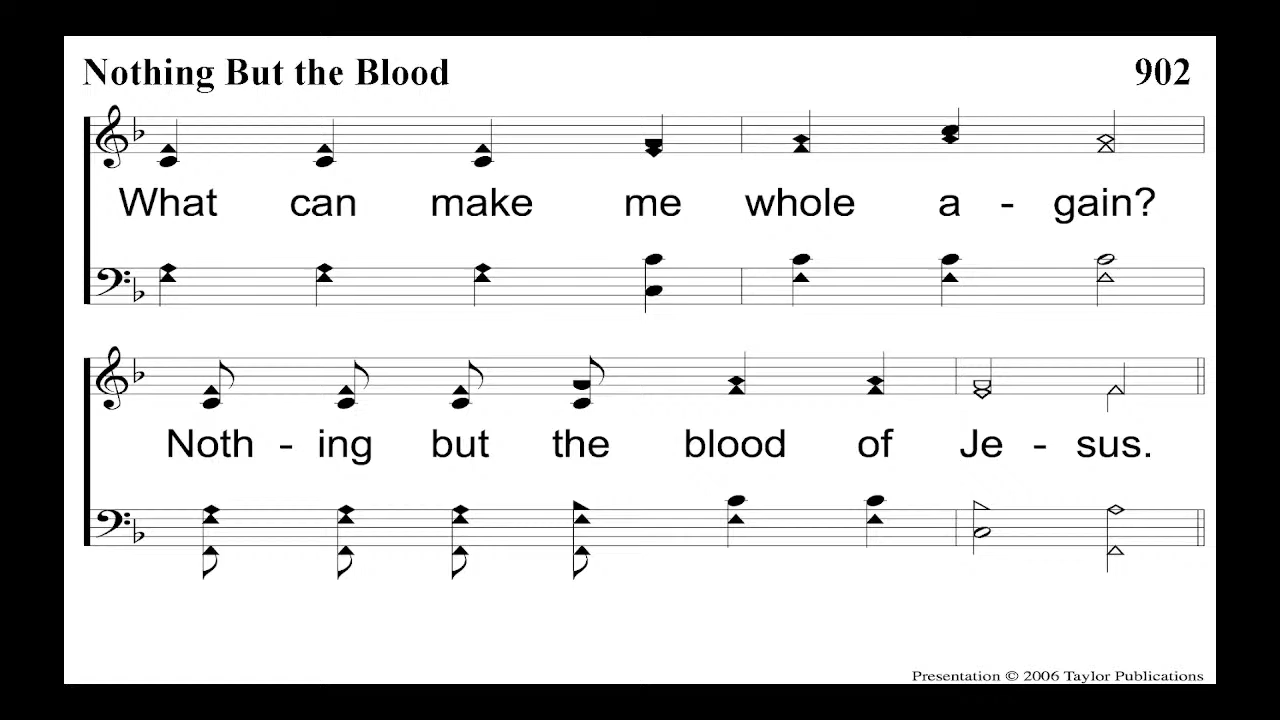 Nothing But the Blood 902
What can make me whole a - gain?
Noth - ing but the blood of Je - sus.
Presentation © 2006 Taylor Publications